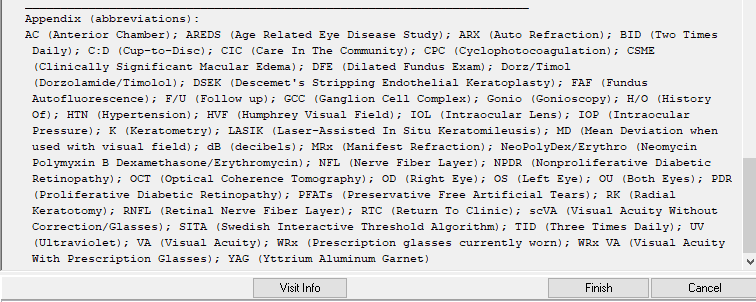 Appendix (abbreviations):
AC (Anterior Chamber); AREDS (Age Related Eye Disease Study); ARX (Auto Refraction); BID (Two Times
Daily); C:D (Cup-to-Disc); CIC (Care In The Community); CPC (Cyclophotocoagulation); CSME
(Clinically Significant Macular Edema); DFE (Dilated Fundus Exam); Dorz/Timol
(Dorzolamide/Timolol); DSEK (Descemet's Stripping Endothelial Keratoplasty); FAF (Fundus
Autofluorescence); F/U (Follow up); GCC (Ganglion Cell Complex); Gonio (Gonioscopy); H/O (History
Of); HTN (Hypertension); HVF (Humphrey Visual Field); IOL (Intraocular Lens); IOP (Intraocular
Pressure); K (Keratometry); LASIK (Laser-Assisted In Situ Keratomileusis); MD (Mean Deviation when
used with visual field); dB (decibels); MRx (Manifest Refraction); NeoPolyDex/Erythro (Neomycin
Polymyxin B Dexamethasone/Erythromycin); NFL (Nerve Fiber Layer); NPDR (Nonproliferative Diabetic
Retinopathy); OCT (Optical Coherence Tomography); OD (Right Eye); OS (Left Eye); OU (Both Eyes); PDR
(Proliferative Diabetic Retinopathy); PFATs (Preservative Free Artificial Tears); RK (Radial
Keratotomy); RNFL (Retinal Nerve Fiber Layer); RTC (Return To Clinic); scVA (Visual Acuity Without
Correction/Glasses); SITA (Swedish Interactive Threshold Algorithm); TID (Three Times Daily); UV
(Ultraviolet); VA (Visual Acuity); WRx (Prescription glasses currently worn); WRx VA (Visual Acuity
With Prescription Glasses); YAG (Yttrium Aluminum Garnet)
Visit Info
Finish
Cancel